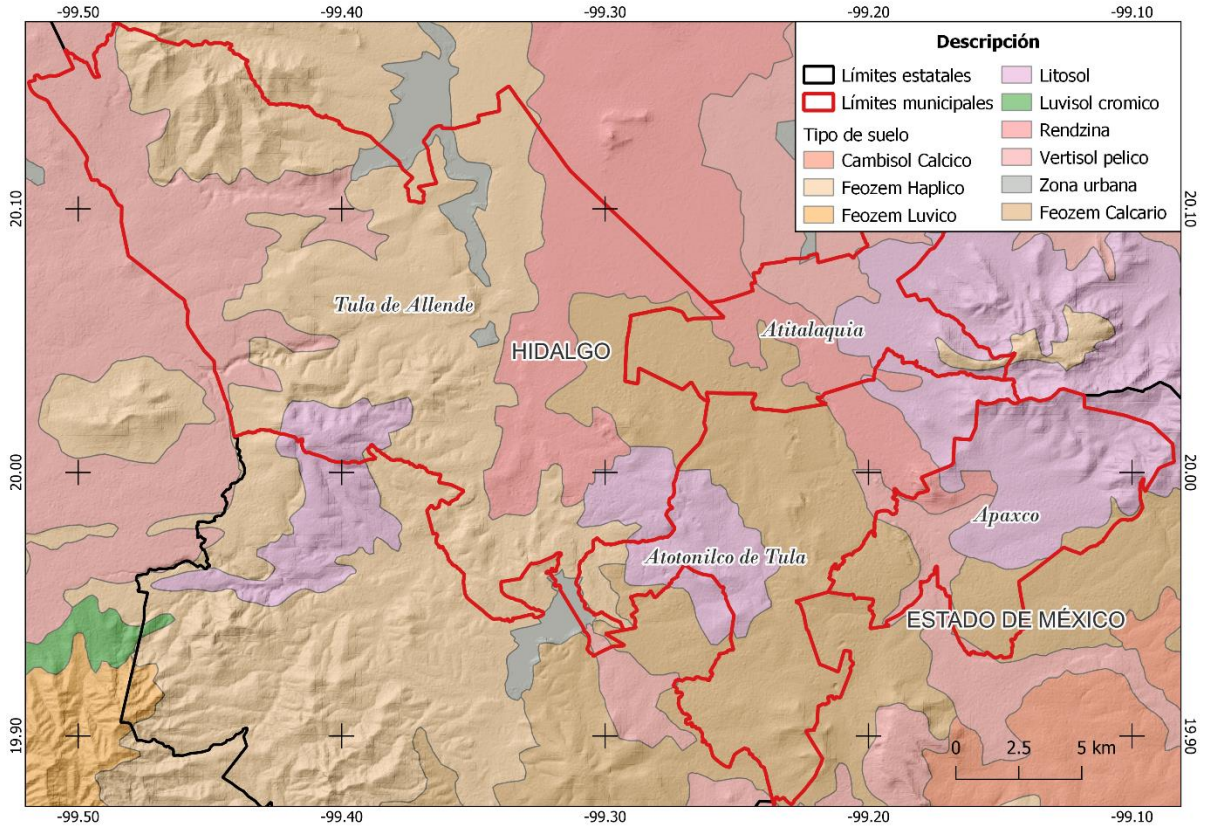 -99.50 -99.40 -99.30 -99.20 -99.10
Descripción
Límites estatales
Límites municipales
Tipo de suelo
Cambisol Calcico
Feozem Haplico
Feozem Luvico
Litosol
Luvisol cromico
Rendzina
Vertisol pelico
Zona urbana
Feozem Calcario
20.10 20.10
Tula de Allende
Atitalaquia
HIDALGO
20.00 20.00
Apaxco
Atotonilco de Tula
ESTADO DE MÉXICO
19.90 19.90
0 2.5 5 km
-99.50 -99.40 -99.30 -99.20 -99.10